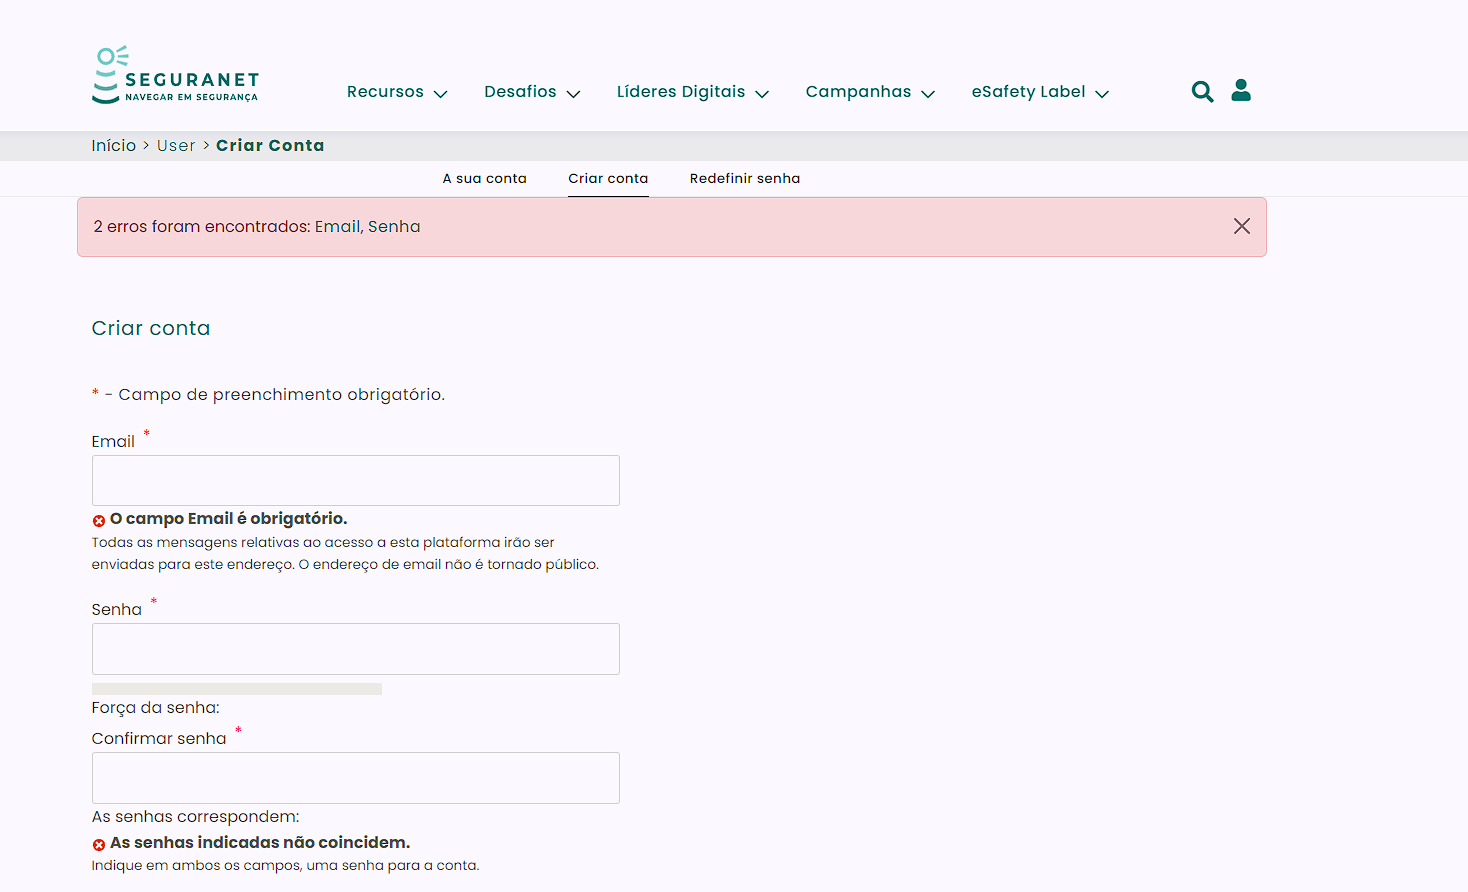 SEGURANET
NAVEGAR EM SEGURANÇA
Recursos
Desafios
Líderes Digitais
Campanhas
eSafety Label
Início > User > Criar Conta
A sua conta
Criar conta
Redefinir senha
2 erros foram encontrados: Email, Senha
Criar conta
* - Campo de preenchimento obrigatório.
Email *
O campo Email é obrigatório.
Todas as mensagens relativas ao acesso a esta plataforma irão ser
enviadas para este endereço. O endereço de email não é tornado público.
Senha *
Força da senha:
Confirmar senha *
As senhas correspondem:
As senhas indicadas não coincidem.
Indique em ambos os campos, uma senha para a conta.